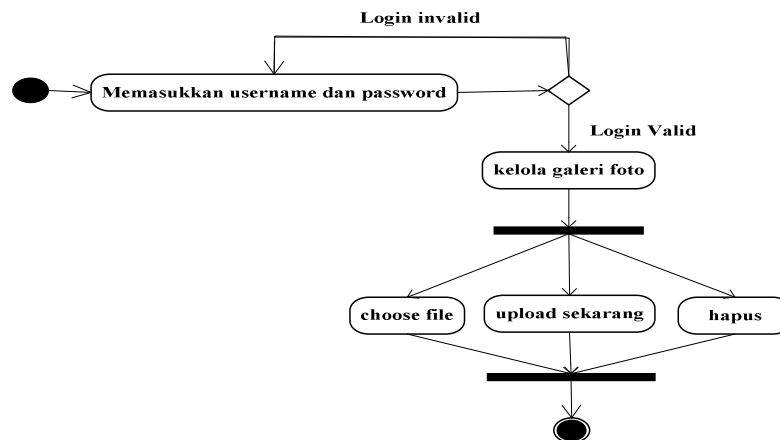 Login invalid
Memasukkan username dan password
Login Valid
kelola galeri foto
choose file
upload sekarang
hapus